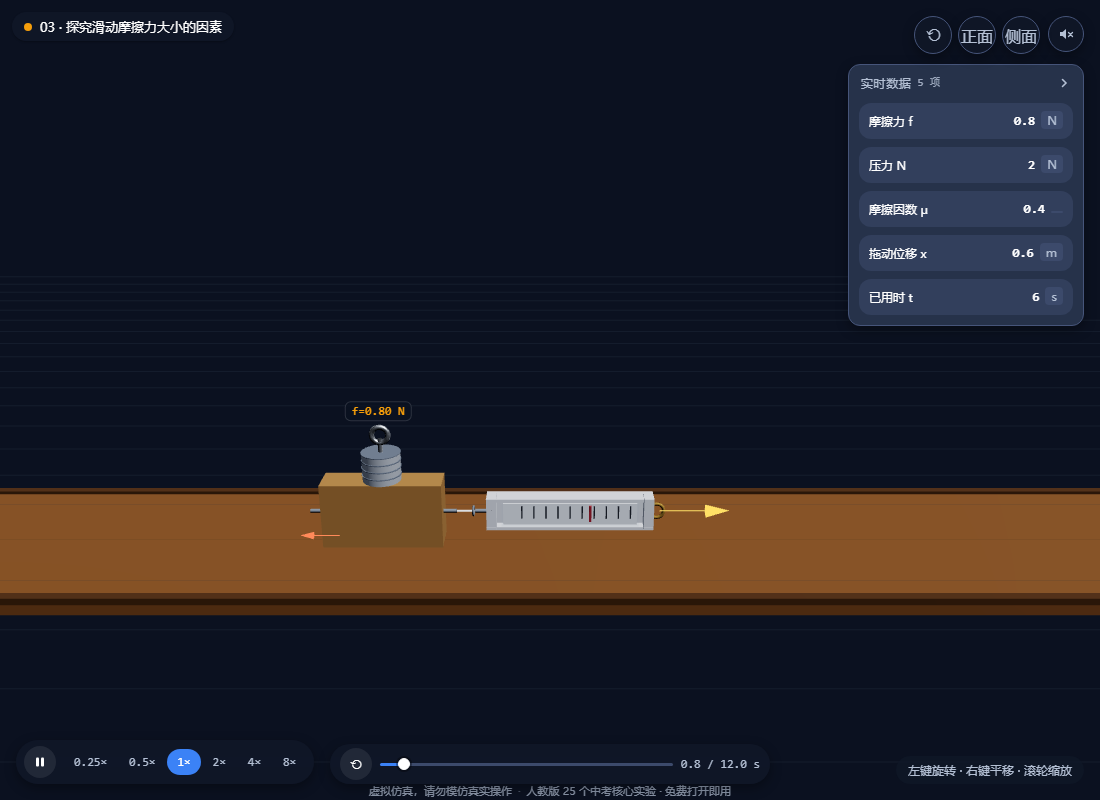 03 · 探究滑动摩擦力大小的因素
正面
侧面
实时数据 5 项
摩擦力 f 0.8 N
压力 N 2 N
摩擦因数 μ 0.4 —
拖动位移 x 0.6 m
已用时 t 6 s
f=0.80 N
0.25× 0.5× 1× 2× 4× 8×
0.8 / 12.0 s
左键旋转 · 右键平移 · 滚轮缩放
虚拟仿真，请勿模仿真实操作 · 人教版 25 个中考核心实验 · 免费打开即用